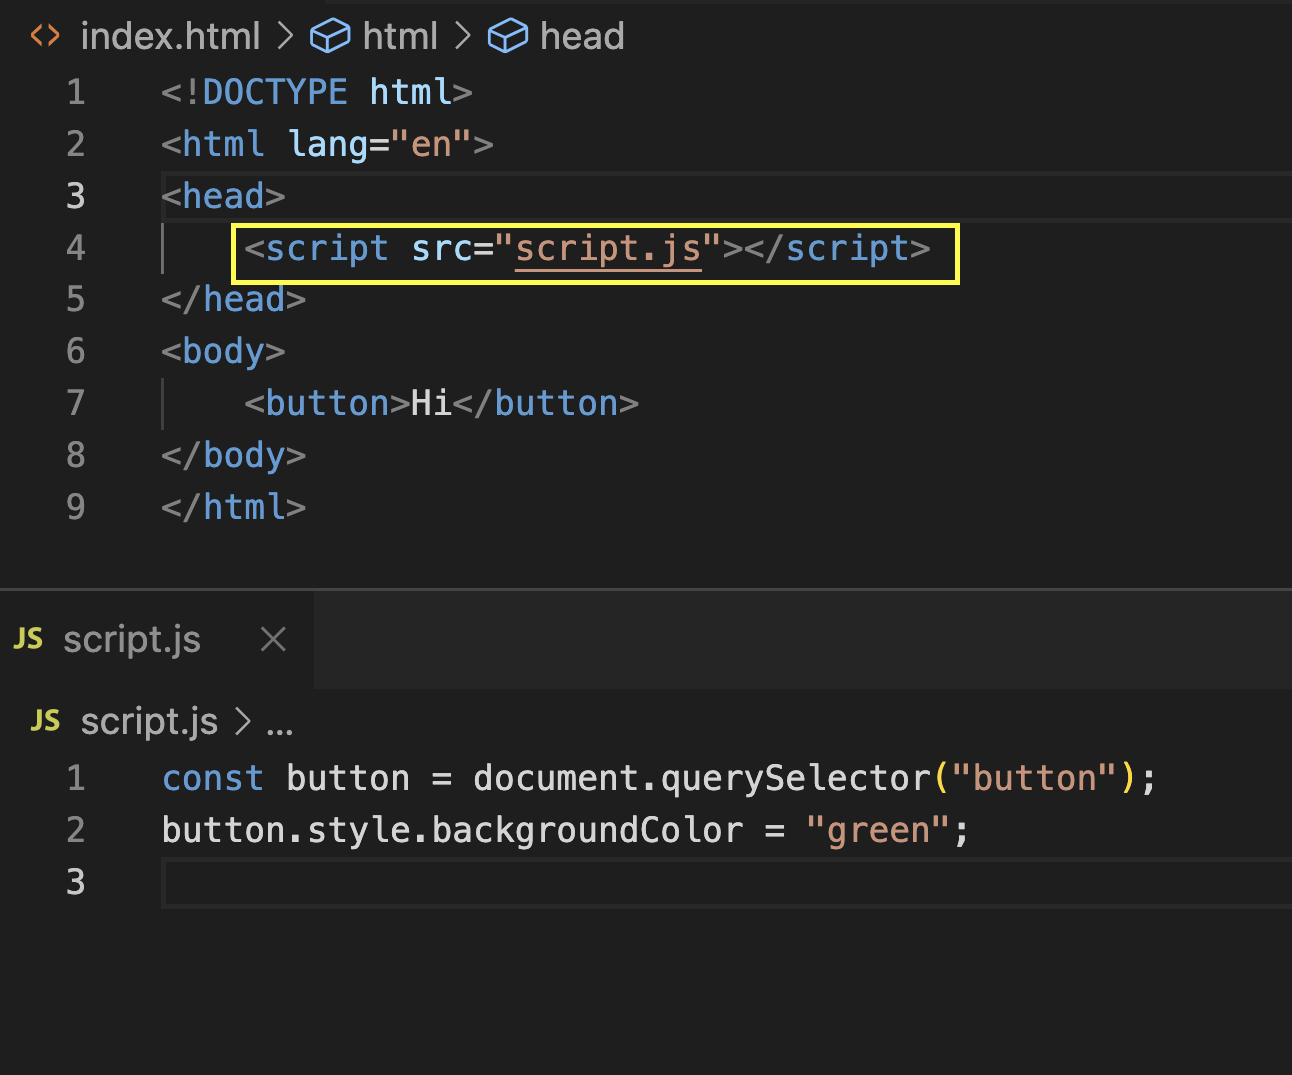 index.html > html > head
1 <!DOCTYPE html>
2 <html lang="en">
3 <head>
4 <script src="script.js"></script>
5 </head>
6 <body>
7 <button>Hi</button>
8 </body>
9 </html>
JS script.js ×
JS script.js > ...
1 const button = document.querySelector("button");
2 button.style.backgroundColor = "green";
3